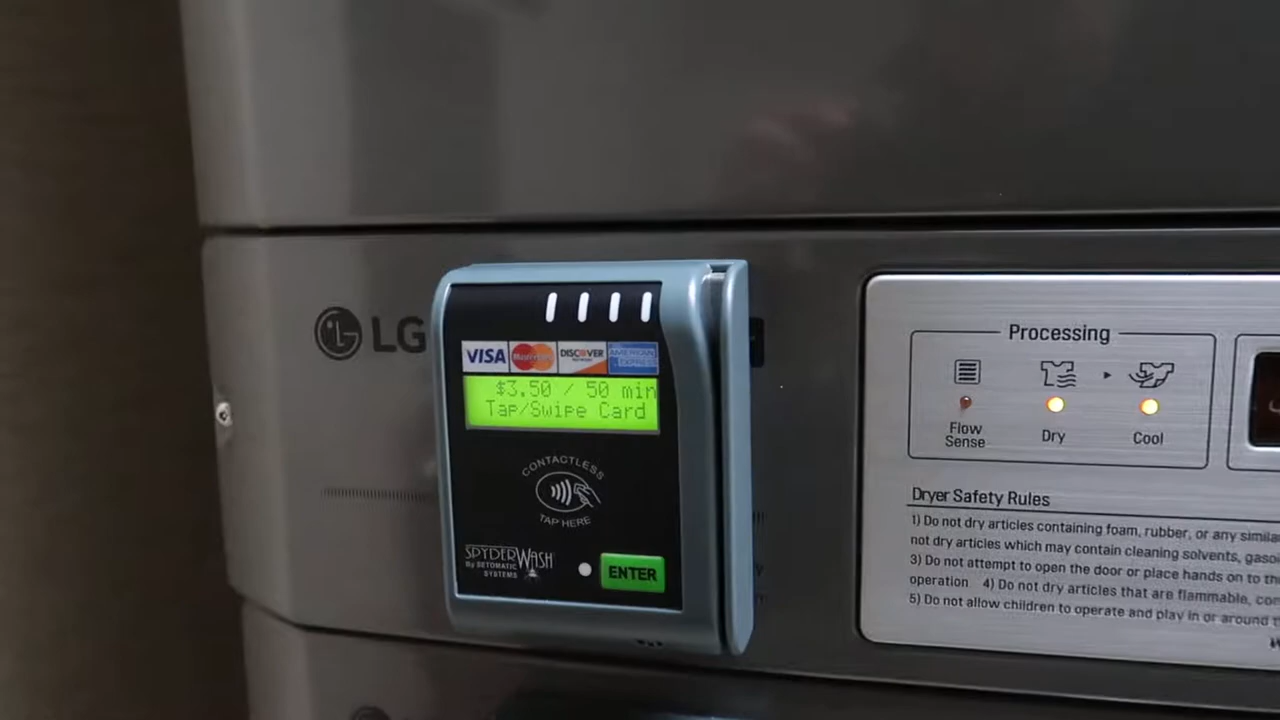 LG
VISA
MasterCard
DISCOVER
NETWORK
AMERICAN
EXPRESS
$3.50 / 50 min
Tap/Swipe Card
CONTACTLESS
TAP HERE
SPYDERWASH
By SETOMATIC
SYSTEMS
ENTER
Processing
Flow
Sense
Dry
Cool
Dryer Safety Rules
1) Do not dry articles containing foam, rubber, or any simila
not dry articles which may contain cleaning solvents, gaso
3) Do not attempt to open the door or place hands on to th
operation 4) Do not dry articles that are flammable, co
5) Do not allow children to operate and play in or around t